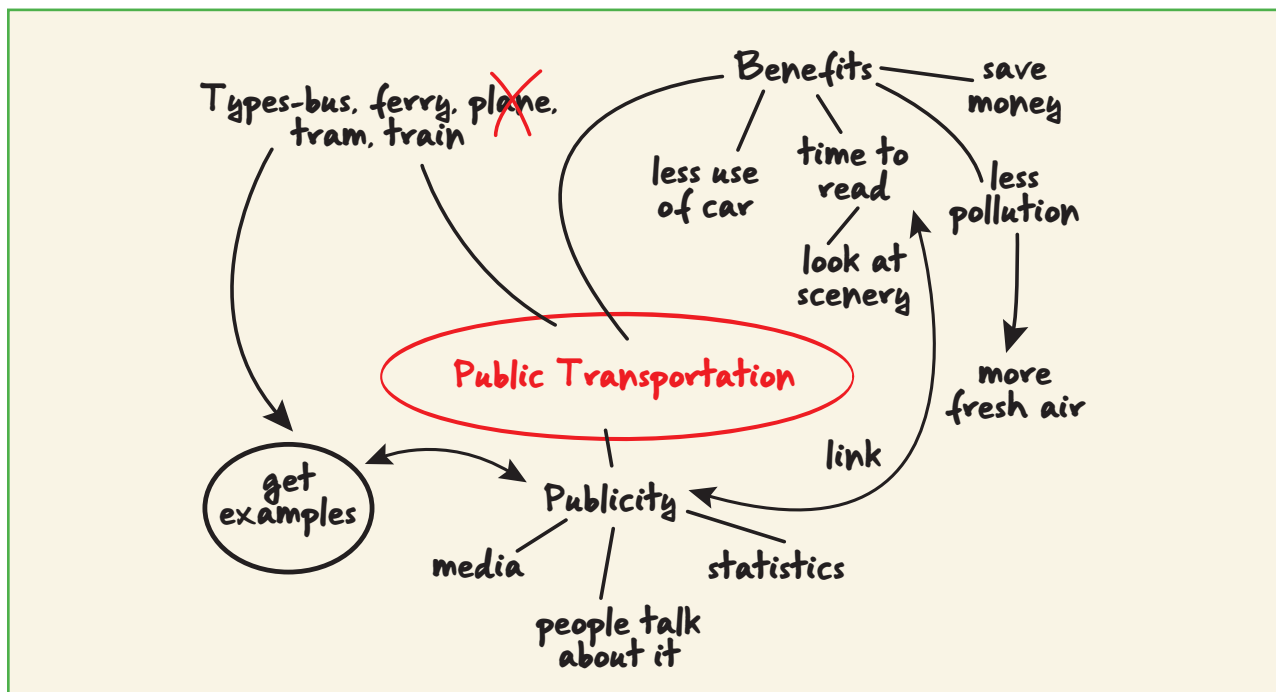 Types-bus, ferry, plane,
tram, train
Benefits
save
money
less use
of car
time to
read
less
pollution
look at
scenery
more
fresh air
Public Transportation
link
get
examples
Publicity
media
statistics
people talk
about it